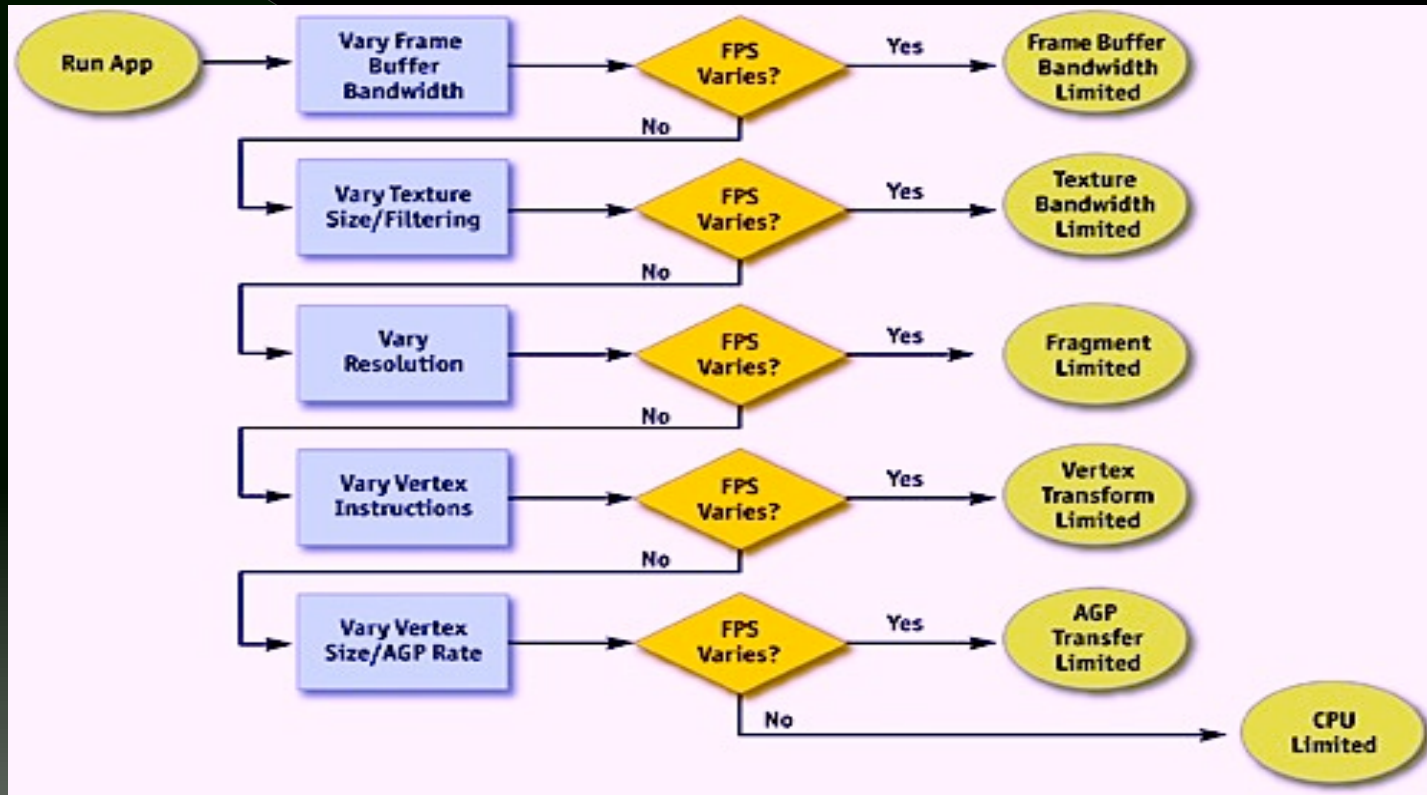 Run App
Vary Frame
Buffer
Bandwidth
FPS
Varies?
Yes
Frame Buffer
Bandwidth
Limited
No
Vary Texture
Size/Filtering
FPS
Varies?
Yes
Texture
Bandwidth
Limited
No
Vary
Resolution
FPS
Varies?
Yes
Fragment
Limited
No
Vary Vertex
Instructions
FPS
Varies?
Yes
Vertex
Transform
Limited
No
Vary Vertex
Size/AGP Rate
FPS
Varies?
Yes
AGP
Transfer
Limited
No
CPU
Limited